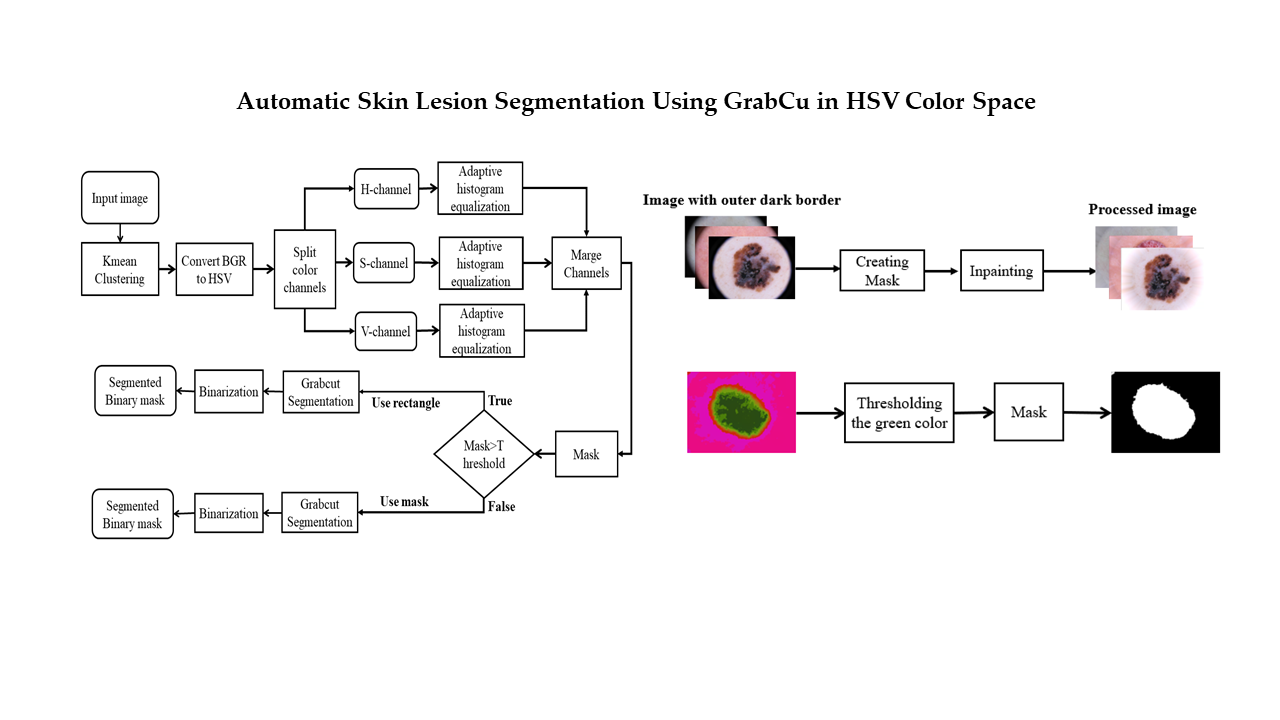 Automatic Skin Lesion Segmentation Using GrabCu in HSV Color Space
Input image
Kmean
Clustering
Convert BGR
to HSV
Split
color
channels
H-channel
Adaptive
histogram
equalization
S-channel
Adaptive
histogram
equalization
V-channel
Adaptive
histogram
equalization
Marge
Channels
Mask
Mask>T
hreshold
True
Use rectangle
Grabcut
Segmentation
Binarization
Segmented
Binary mask
False
Use mask
Grabcut
Segmentation
Binarization
Segmented
Binary mask
Image with outer dark border
Creating
Mask
Inpainting
Processed image
Thresholding
the green color
Mask